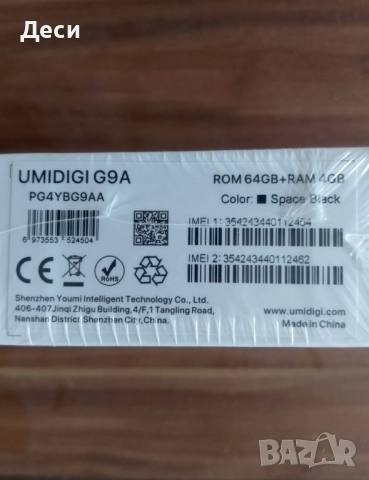 Деси
UMIDIGI G9A
ROM 64GB+RAM 4GB
PG4YBG9AA
Color: Space Black
IMEI 1: 354243440112454
6 973553 524504
IMEI 2: 354243440112462
RoHS
Shenzhen Youmi Intelligent Technology Co., Ltd.
406-407Jinqi Zhigu Building,4/F,1 Tangling Road,
www.umidigi.com
Nanshan District,Shenzhen City,China.
Made in China
bazar